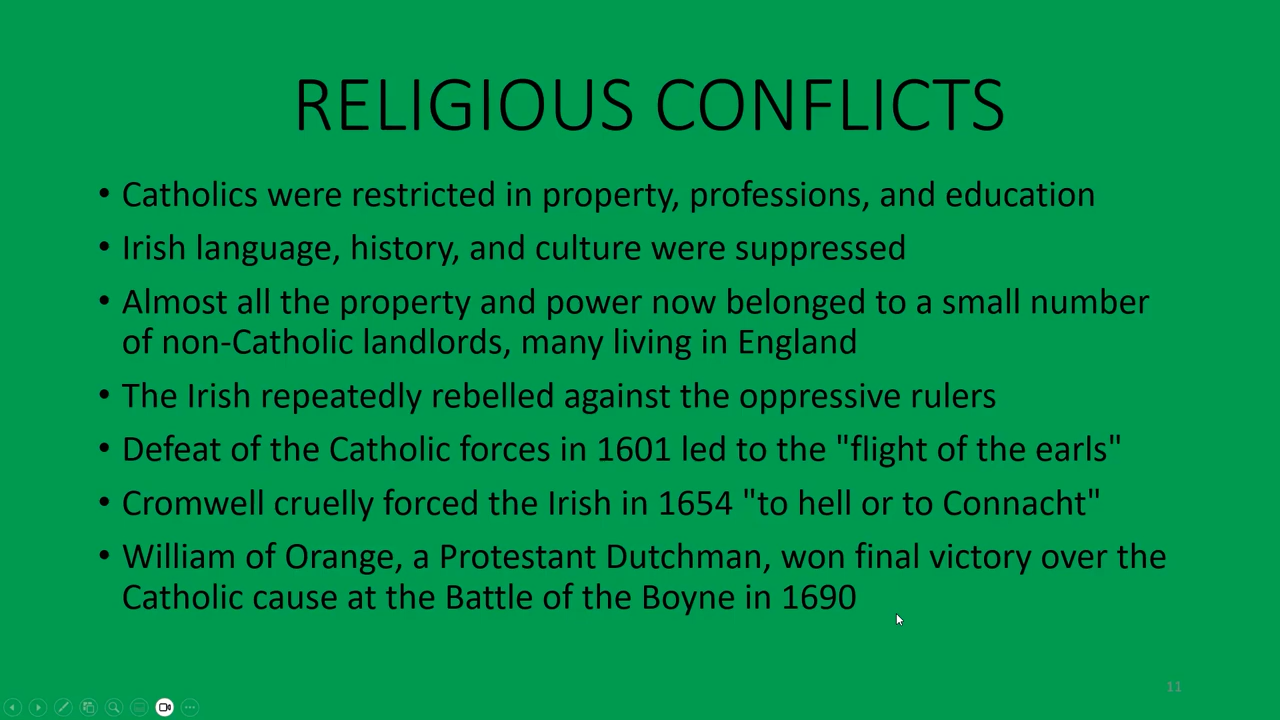 RELIGIOUS CONFLICTS
• Catholics were restricted in property, professions, and education
• Irish language, history, and culture were suppressed
• Almost all the property and power now belonged to a small number
of non-Catholic landlords, many living in England
• The Irish repeatedly rebelled against the oppressive rulers
• Defeat of the Catholic forces in 1601 led to the "flight of the earls"
• Cromwell cruelly forced the Irish in 1654 "to hell or to Connacht"
• William of Orange, a Protestant Dutchman, won final victory over the
Catholic cause at the Battle of the Boyne in 1690
11